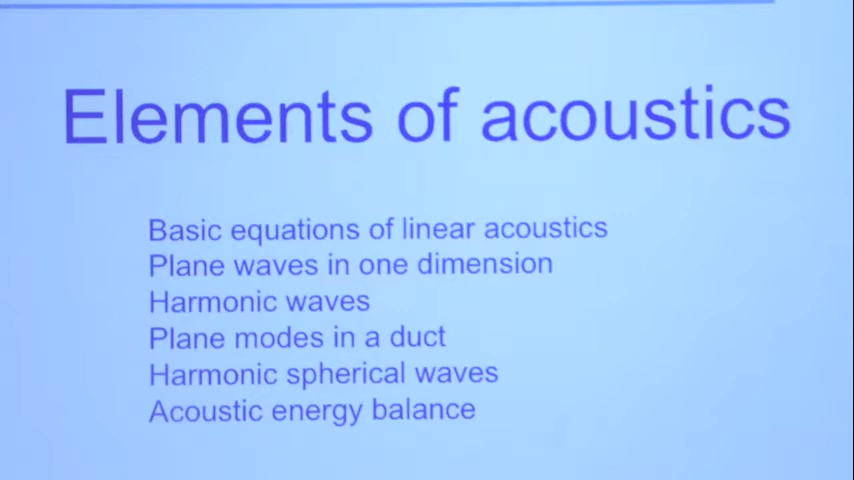 Elements of acoustics
Basic equations of linear acoustics
Plane waves in one dimension
Harmonic waves
Plane modes in a duct
Harmonic spherical waves
Acoustic energy balance